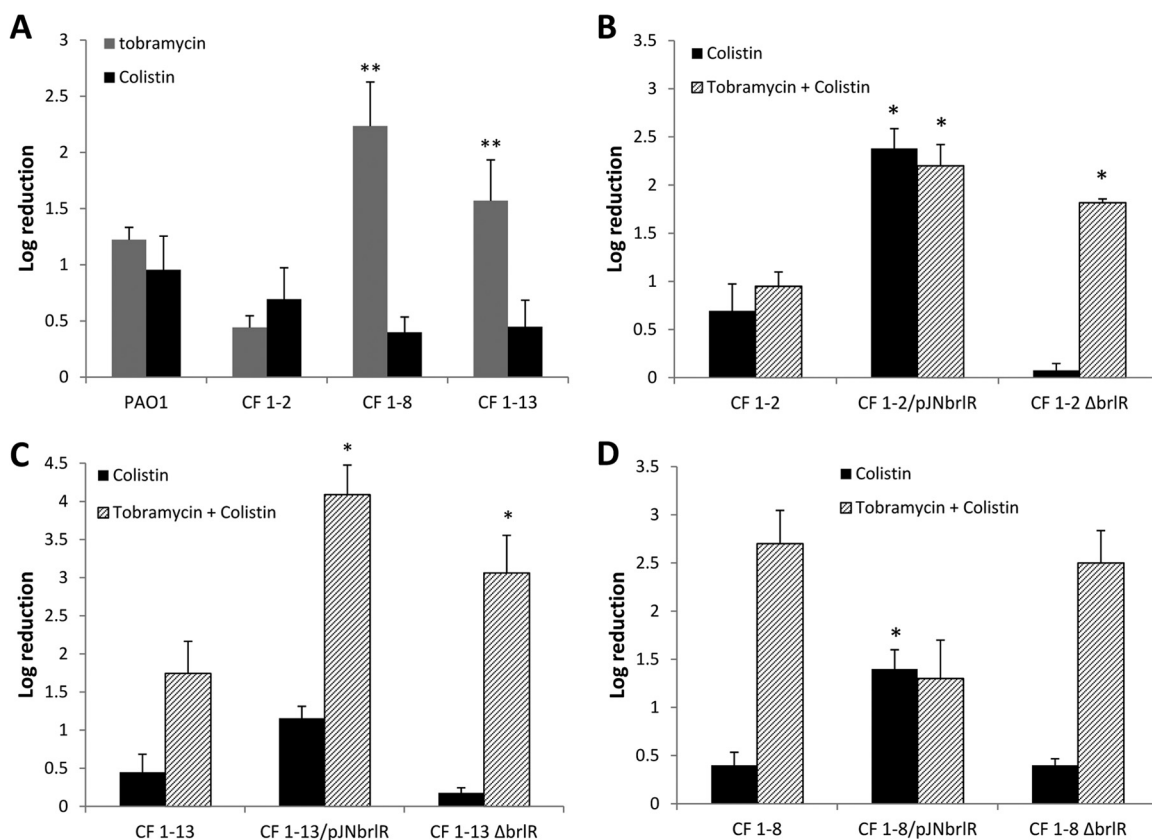 A
Log reduction
3
2.5
2
1.5
1
0.5
0
tobramycin
Colistin
**
**
PAO1 CF 1-2 CF 1-8 CF 1-13
B
Log reduction
3.5
3
2.5
2
1.5
1
0.5
0
Colistin
Tobramycin + Colistin
* *
*
CF 1-2 CF 1-2/pJNbrlR CF 1-2 ΔbrlR
C
Log reduction
4.5
4
3.5
3
2.5
2
1.5
1
0.5
0
Colistin
Tobramycin + Colistin
*
*
CF 1-13 CF 1-13/pJNbrlR CF 1-13 ΔbrlR
D
Log reduction
3.5
3
2.5
2
1.5
1
0.5
0
Colistin
Tobramycin + Colistin
*
CF 1-8 CF 1-8/pJNbrlR CF 1-8 ΔbrlR